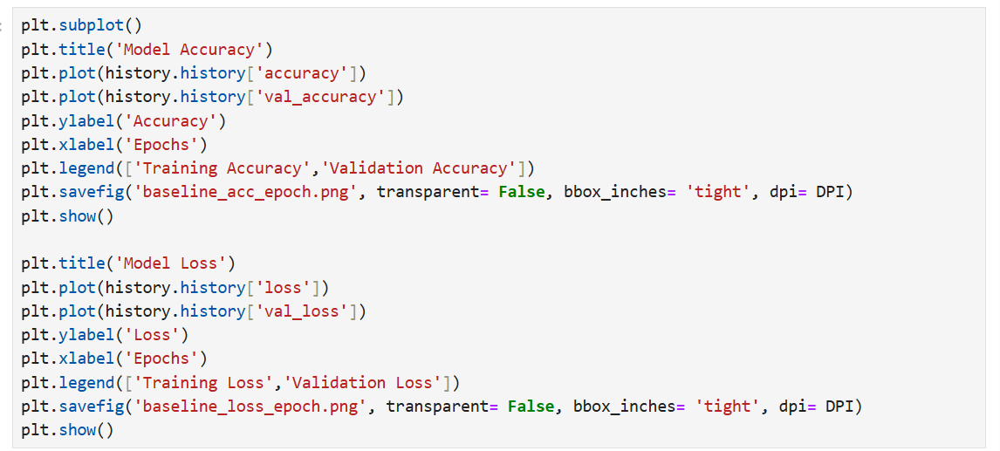 plt.subplot()
plt.title('Model Accuracy')
plt.plot(history.history['accuracy'])
plt.plot(history.history['val_accuracy'])
plt.ylabel('Accuracy')
plt.xlabel('Epochs')
plt.legend(['Training Accuracy','Validation Accuracy'])
plt.savefig('baseline_acc_epoch.png', transparent= False, bbox_inches= 'tight', dpi= DPI)
plt.show()

plt.title('Model Loss')
plt.plot(history.history['loss'])
plt.plot(history.history['val_loss'])
plt.ylabel('Loss')
plt.xlabel('Epochs')
plt.legend(['Training Loss','Validation Loss'])
plt.savefig('baseline_loss_epoch.png', transparent= False, bbox_inches= 'tight', dpi= DPI)
plt.show()